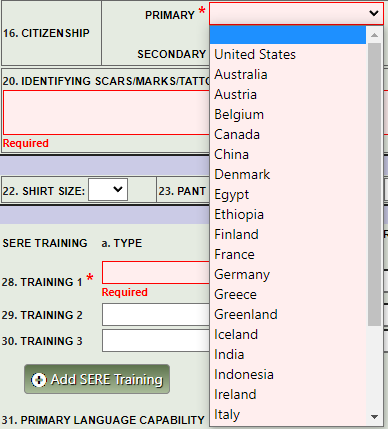 PRIMARY *
16. CITIZENSHIP
SECONDARY
United States
Australia
Austria
Belgium
Canada
China
Denmark
Egypt
Ethiopia
Finland
France
Germany
Greece
Greenland
Iceland
India
Indonesia
Ireland
Italy
20. IDENTIFYING SCARS/MARKS/TATTO
Required
22. SHIRT SIZE:
23. PANT
SERE TRAINING a. TYPE
28. TRAINING 1 *
Required
29. TRAINING 2
30. TRAINING 3
Add SERE Training
31. PRIMARY LANGUAGE CAPABILITY